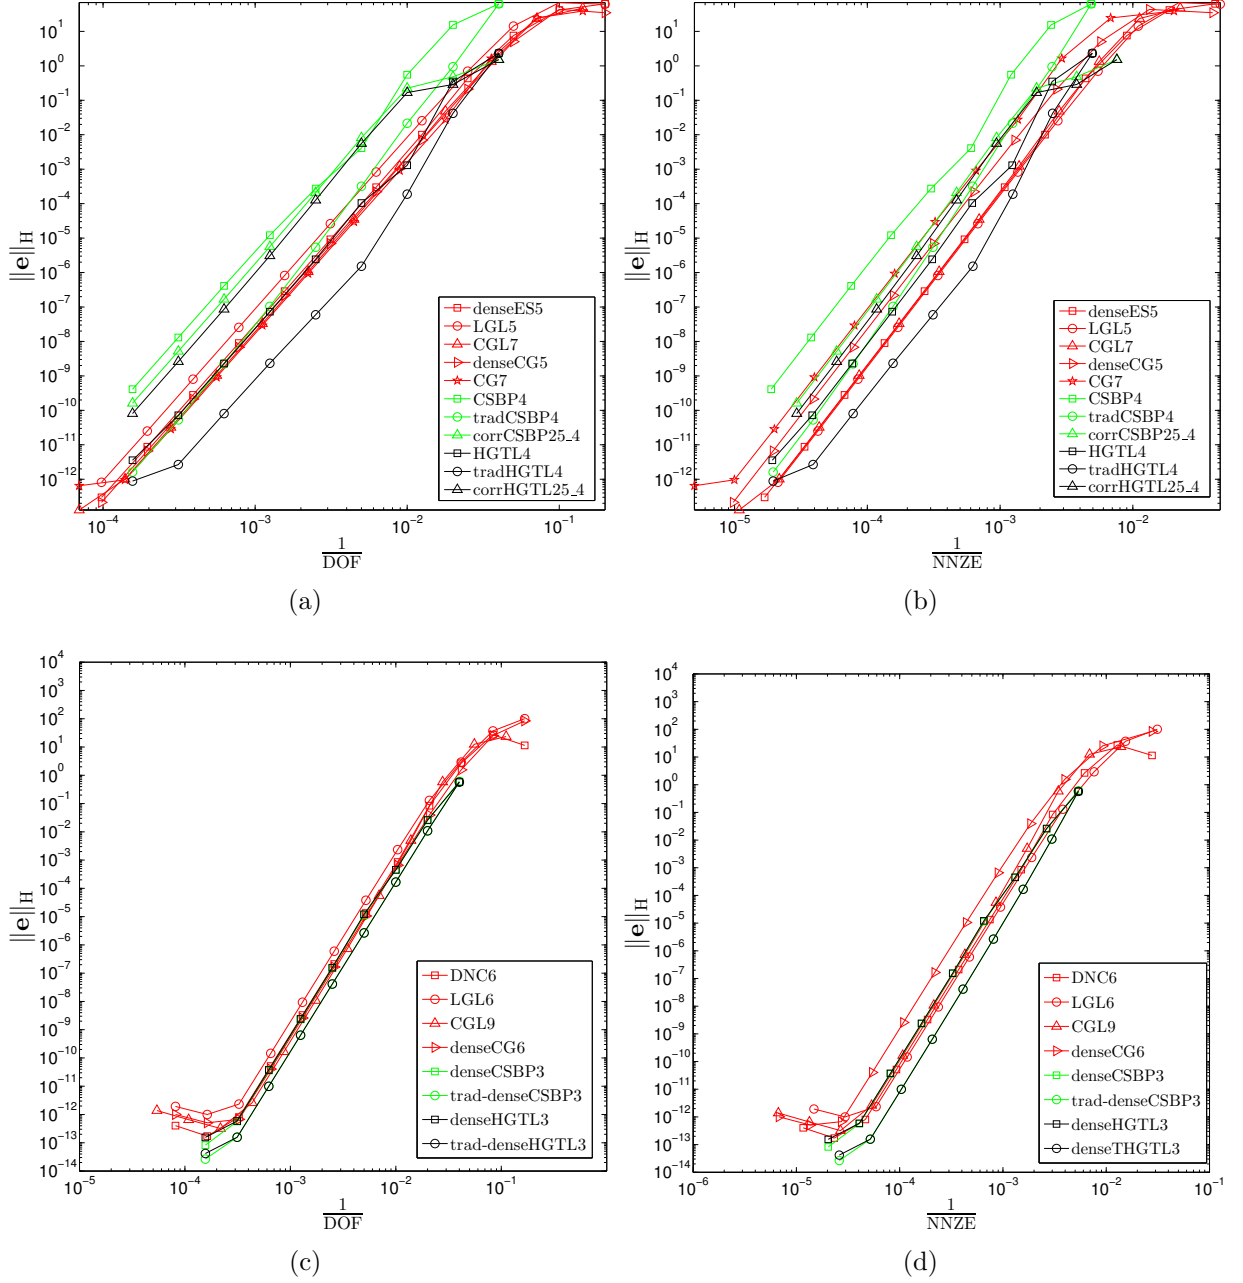 10^1
10^0
10^-1
10^-2
10^-3
10^-4
10^-5
10^-6
10^-7
10^-8
10^-9
10^-10
10^-11
10^-12
‖e‖_H
denseES5
LGL5
CGL7
denseCG5
CG7
CSBP4
tradCSBP4
corrCSBP25_4
HGTL4
tradHGTL4
corrHGTL25_4
10^-4
10^-3
10^-2
10^-1
1/DOF
(a)
10^1
10^0
10^-1
10^-2
10^-3
10^-4
10^-5
10^-6
10^-7
10^-8
10^-9
10^-10
10^-11
10^-12
‖e‖_H
denseES5
LGL5
CGL7
denseCG5
CG7
CSBP4
tradCSBP4
corrCSBP25_4
HGTL4
tradHGTL4
corrHGTL25_4
10^-5
10^-4
10^-3
10^-2
1/NNZE
(b)
10^4
10^3
10^2
10^1
10^0
10^-1
10^-2
10^-3
10^-4
10^-5
10^-6
10^-7
10^-8
10^-9
10^-10
10^-11
10^-12
10^-13
10^-14
‖e‖_H
DNC6
LGL6
CGL9
denseCG6
denseCSBP3
trad-denseCSBP3
denseHGTL3
trad-denseHGTL3
10^-5
10^-4
10^-3
10^-2
10^-1
1/DOF
(c)
10^4
10^3
10^2
10^1
10^0
10^-1
10^-2
10^-3
10^-4
10^-5
10^-6
10^-7
10^-8
10^-9
10^-10
10^-11
10^-12
10^-13
10^-14
‖e‖_H
DNC6
LGL6
CGL9
denseCG6
denseCSBP3
trad-denseCSBP3
denseHGTL3
denseTHGTL3
10^-6
10^-5
10^-4
10^-3
10^-2
10^-1
1/NNZE
(d)